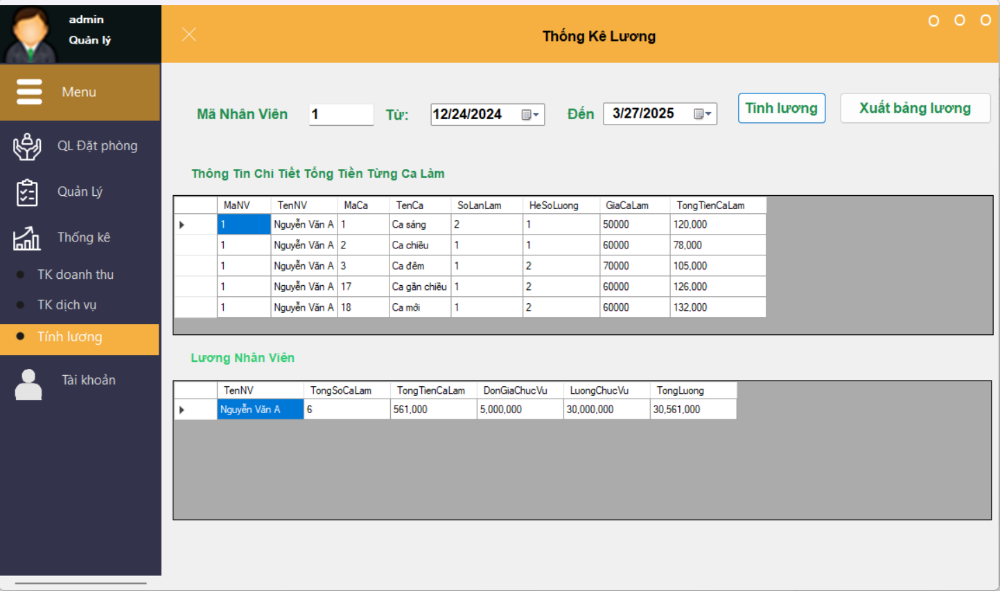 admin
Quản lý
Thống Kê Lương
Menu
Mã Nhân Viên 1 Từ: 12/24/2024 Đến 3/27/2025 Tính lương Xuất bảng lương
QL Đặt phòng
Quản Lý
Thống kê
TK doanh thu
TK dịch vụ
Tính lương
Tài khoản
Thông Tin Chi Tiết Tổng Tiền Từng Ca Làm
MaNV TenNV MaCa TenCa SoLanLam HeSoLuong GiaCaLam TongTienCaLam
1 Nguyễn Văn A 1 Ca sáng 2 1 50000 120,000
1 Nguyễn Văn A 2 Ca chiều 1 1 60000 78,000
1 Nguyễn Văn A 3 Ca đêm 1 2 70000 105,000
1 Nguyễn Văn A 17 Ca gần chiều 1 2 60000 126,000
1 Nguyễn Văn A 18 Ca mới 1 2 60000 132,000
Lương Nhân Viên
TenNV TongSoCaLam TongTienCaLam DonGiaChucVu LuongChucVu TongLuong
Nguyễn Văn A 6 561,000 5,000,000 30,000,000 30,561,000